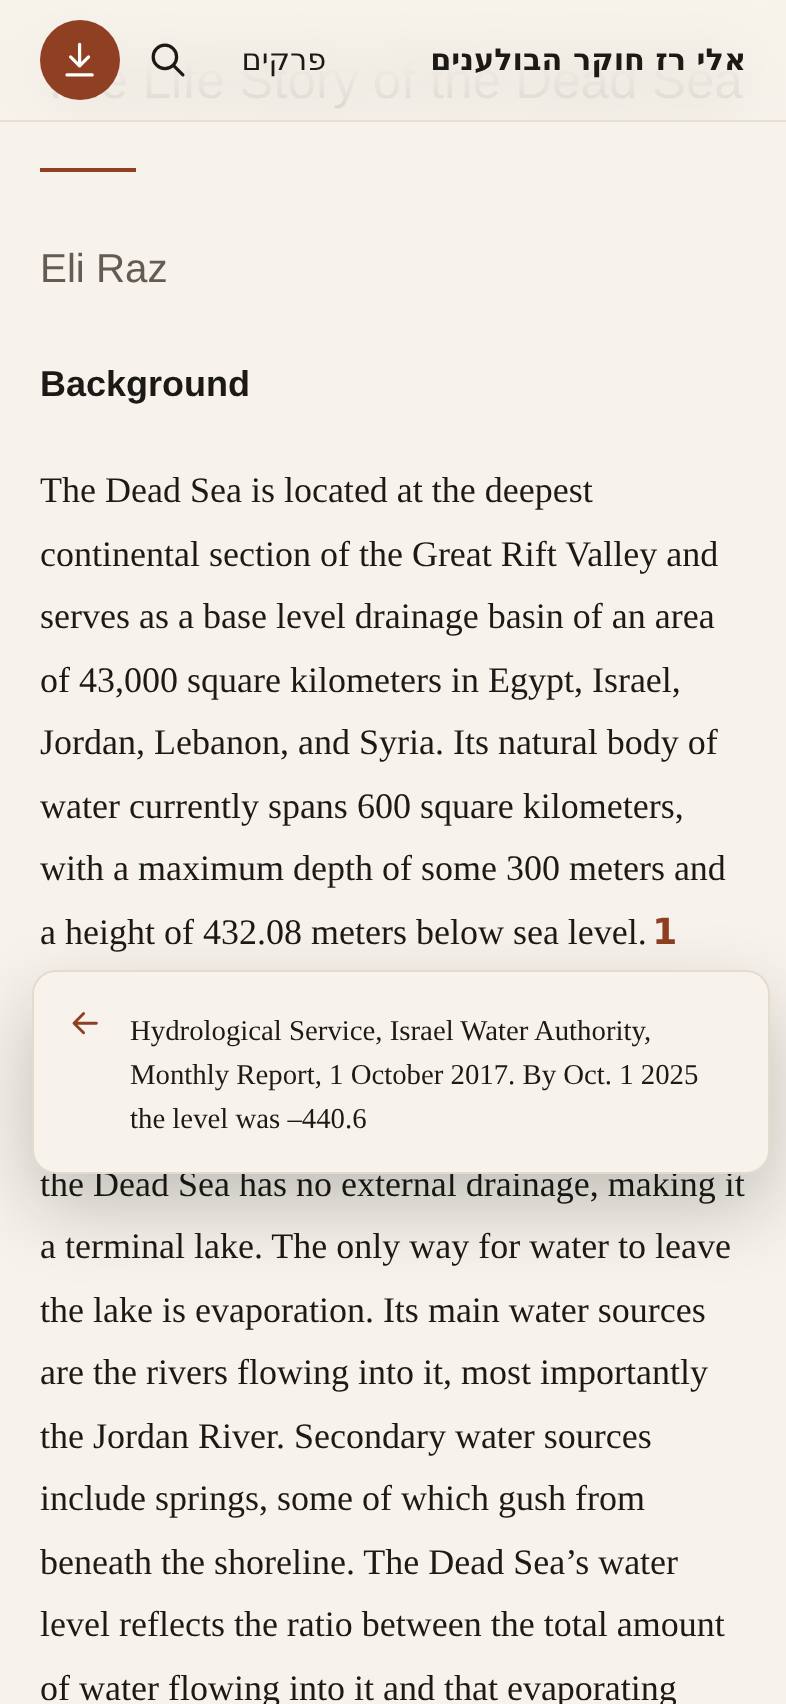 אלי רז חוקר הבולענים
פרקים
Life Story of the Dead Sea
Eli Raz
Background
The Dead Sea is located at the deepest
continental section of the Great Rift Valley and
serves as a base level drainage basin of an area
of 43,000 square kilometers in Egypt, Israel,
Jordan, Lebanon, and Syria. Its natural body of
water currently spans 600 square kilometers,
with a maximum depth of some 300 meters and
a height of 432.08 meters below sea level. 1
Hydrological Service, Israel Water Authority,
Monthly Report, 1 October 2017. By Oct. 1 2025
the level was –440.6
the Dead Sea has no external drainage, making it
a terminal lake. The only way for water to leave
the lake is evaporation. Its main water sources
are the rivers flowing into it, most importantly
the Jordan River. Secondary water sources
include springs, some of which gush from
beneath the shoreline. The Dead Sea’s water
level reflects the ratio between the total amount
of water flowing into it and that evaporating